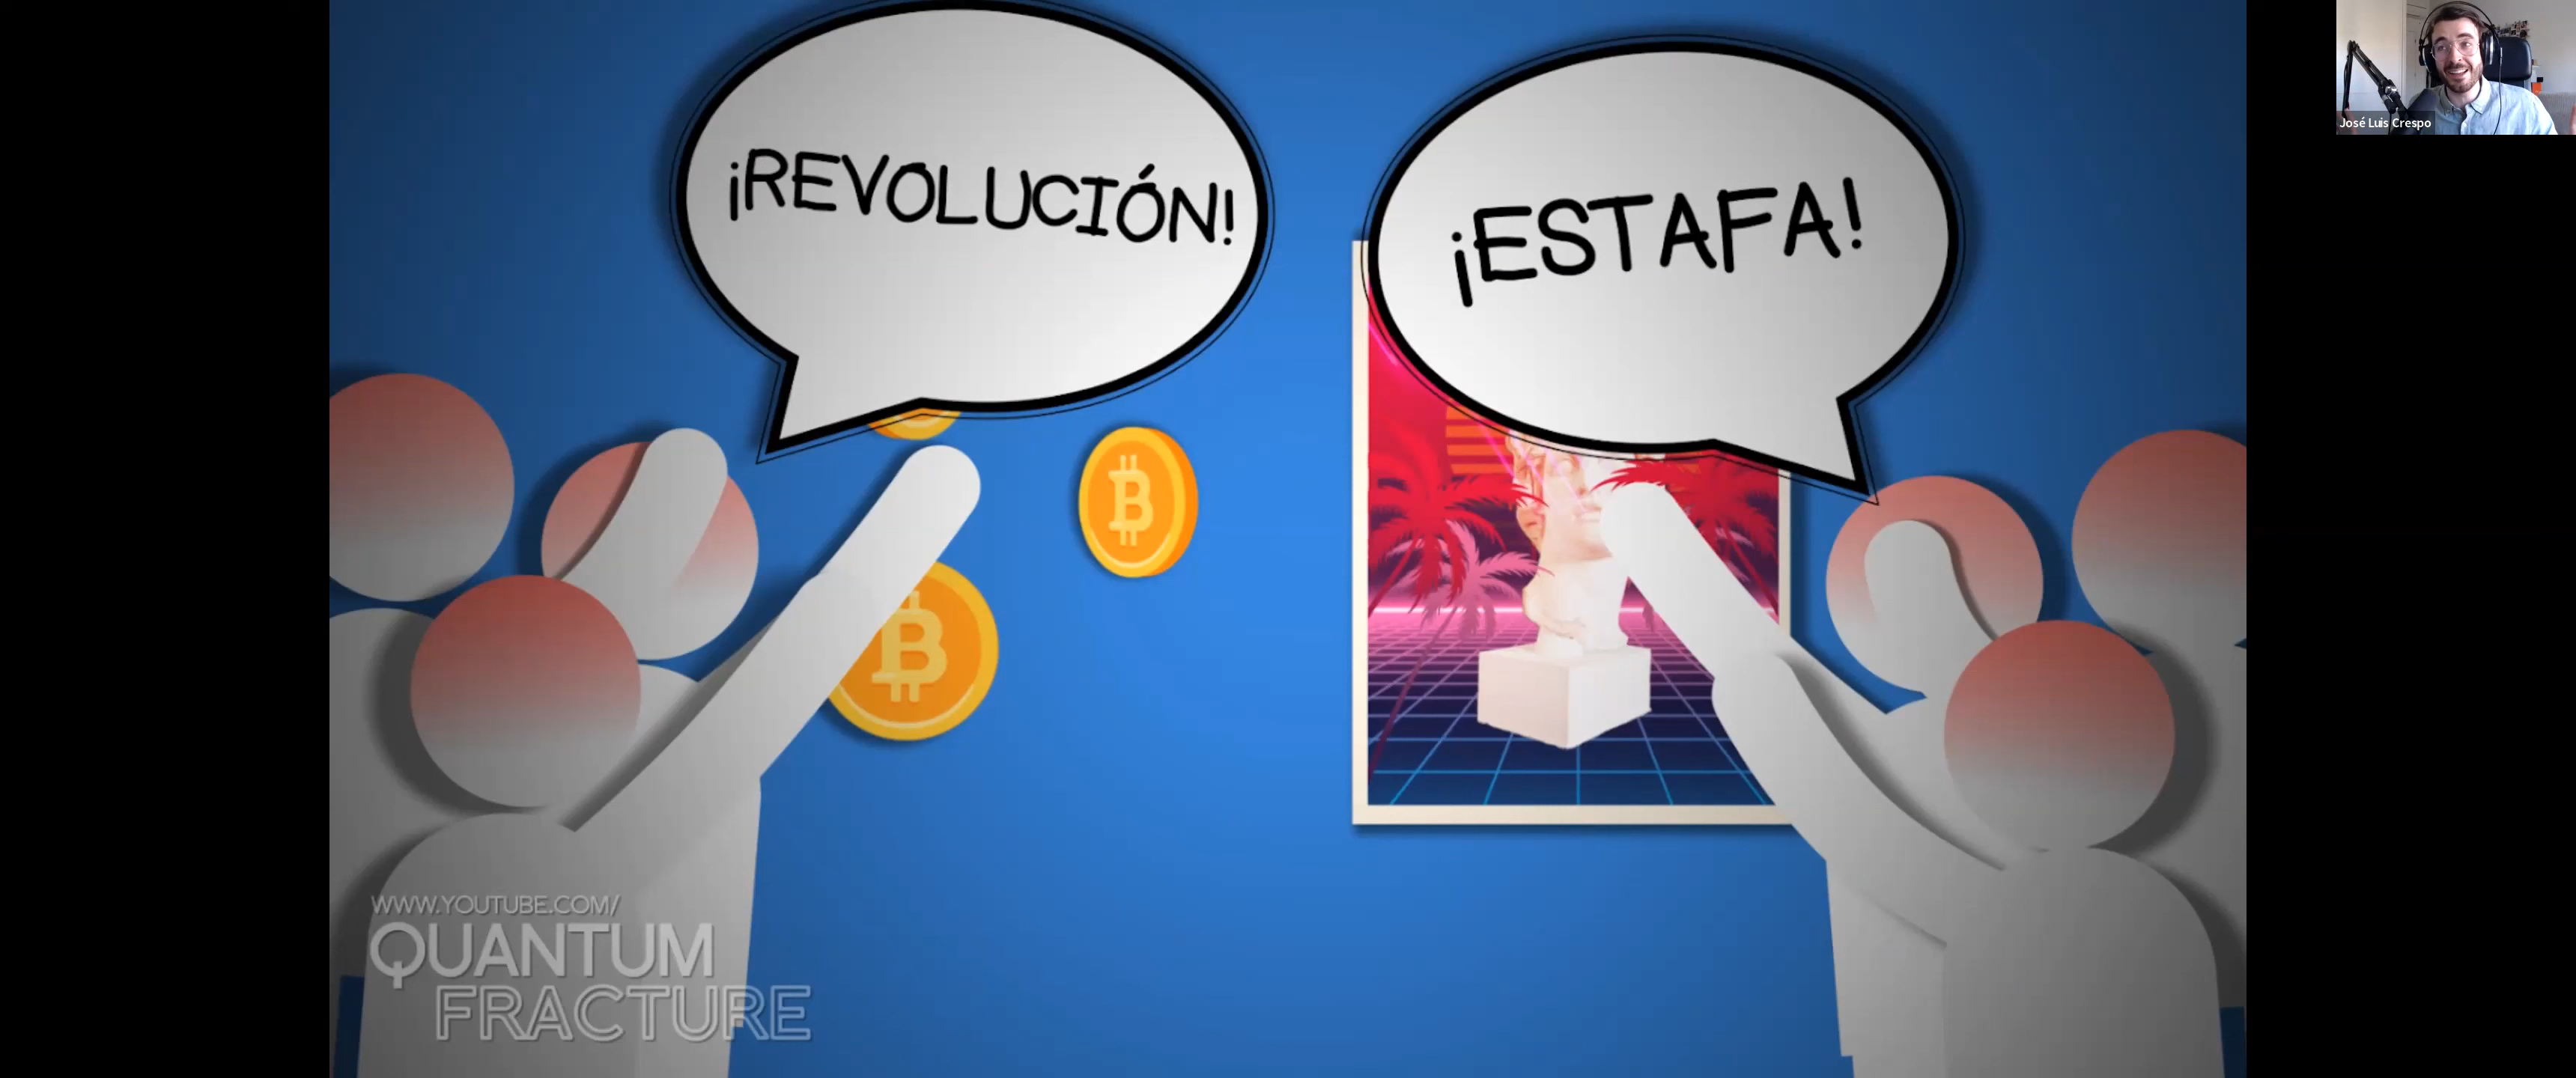 ¡REVOLUCIÓN!
¡ESTAFA!
José Luis Crespo
WWW.YOUTUBE.COM/
QUANTUM
FRACTURE